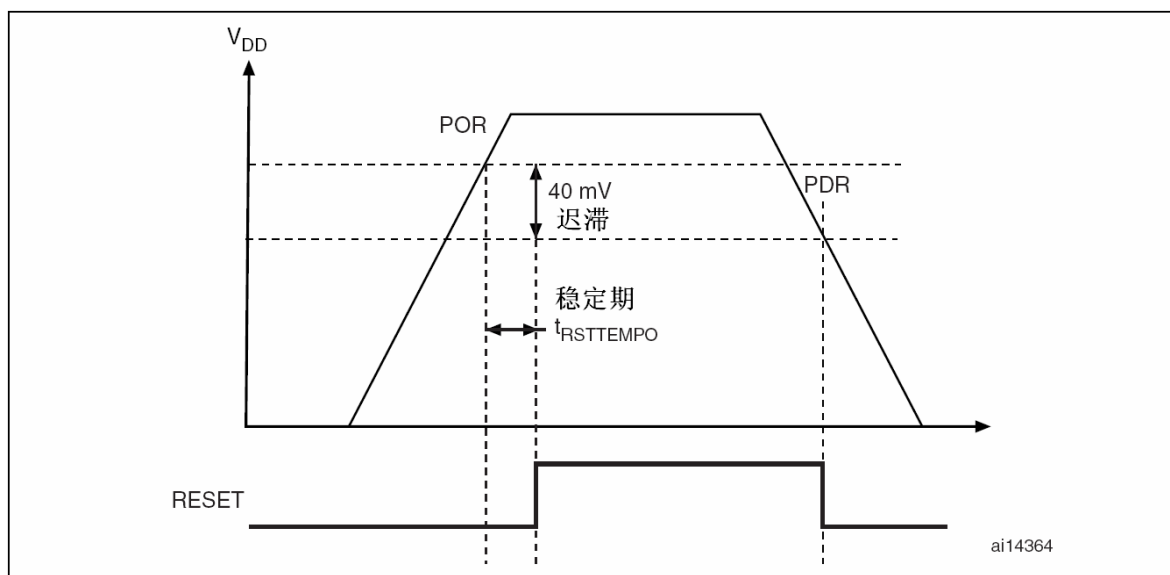 VDD
POR
40 mV
迟滞
PDR
稳定期
tRSTTEMPO
RESET
ai14364